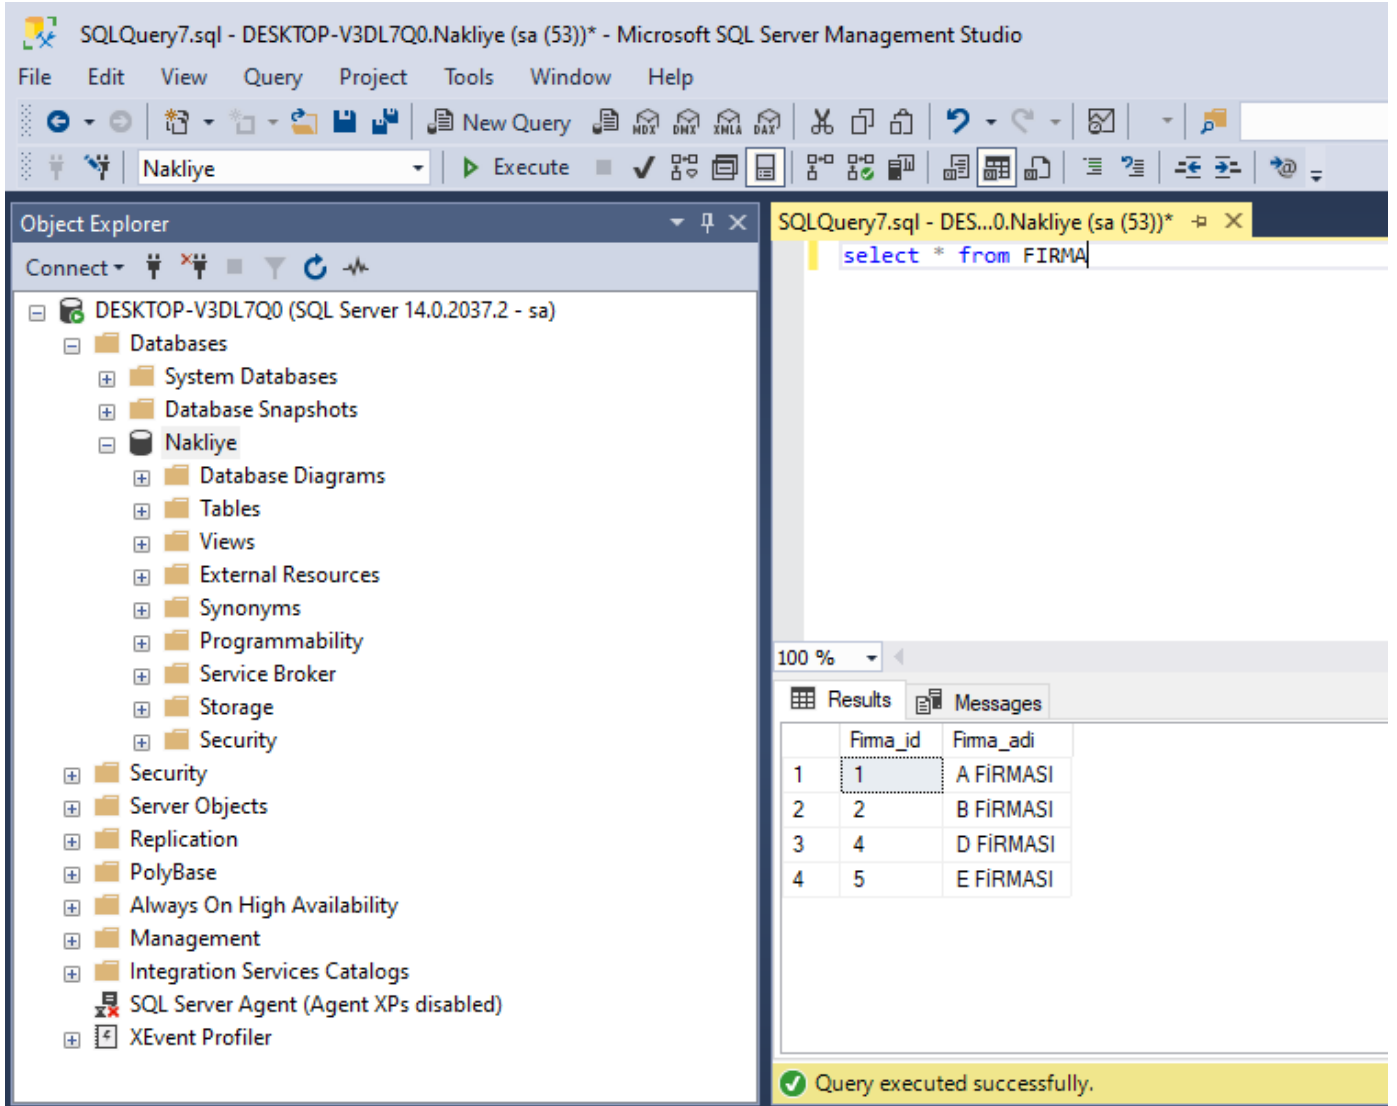 SQLQuery7.sql - DESKTOP-V3DL7Q0.Nakliye (sa (53))* - Microsoft SQL Server Management Studio
File Edit View Query Project Tools Window Help
New Query MDX DMX XMLA DAX
Nakliye Execute
Object Explorer
Connect
DESKTOP-V3DL7Q0 (SQL Server 14.0.2037.2 - sa)
Databases
System Databases
Database Snapshots
Nakliye
Database Diagrams
Tables
Views
External Resources
Synonyms
Programmability
Service Broker
Storage
Security
Security
Server Objects
Replication
PolyBase
Always On High Availability
Management
Integration Services Catalogs
SQL Server Agent (Agent XPs disabled)
XEvent Profiler
SQLQuery7.sql - DES...0.Nakliye (sa (53))*
select * from FIRMA
100 %
Results Messages
Firma_id Firma_adi
1 1 A FİRMASI
2 2 B FİRMASI
3 4 D FİRMASI
4 5 E FİRMASI
Query executed successfully.